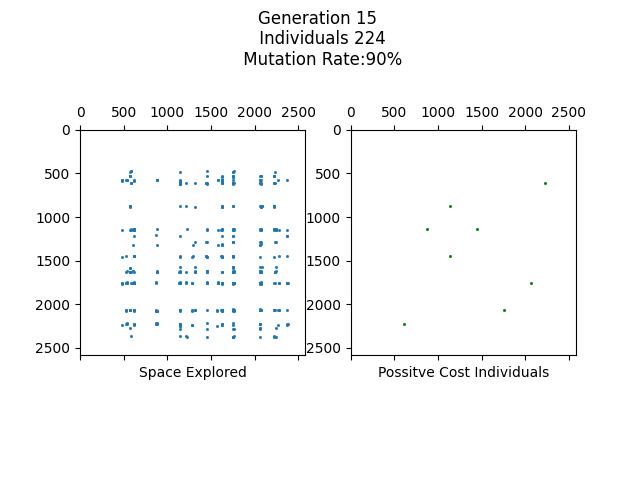 Generation 15
Individuals 224
Mutation Rate:90%
0 500 1000 1500 2000 2500
0 500 1000 1500 2000 2500
0
500
1000
1500
2000
2500
0
500
1000
1500
2000
2500
Space Explored
Possitve Cost Individuals